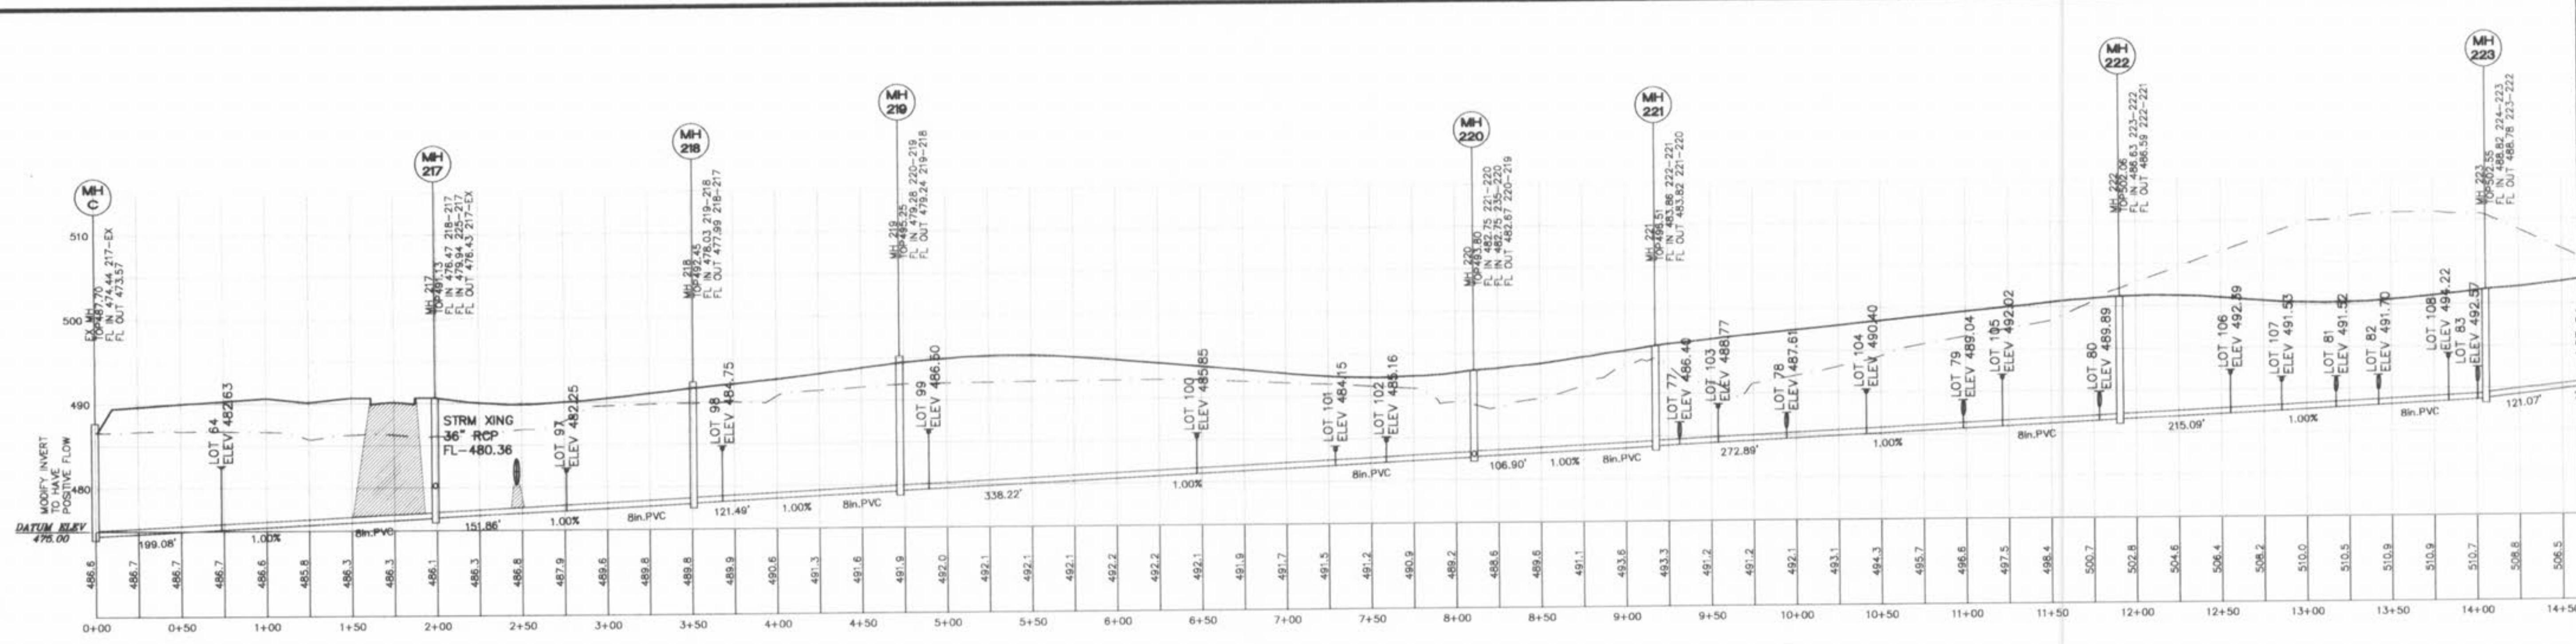 MH
C
EX MH
TOP487.70
FL IN 474.44 217-EX
FL OUT 473.57
MH
217
MH 217
TOP491.13
FL IN 476.47 218-217
FL IN 479.94 225-217
FL OUT 476.43 217-EX
MH
218
MH 218
TOP492.45
FL IN 478.03 219-218
FL OUT 477.99 218-217
MH
219
MH 219
TOP495.25
FL IN 479.28 220-219
FL OUT 479.24 219-218
MH
220
MH 220
TOP493.80
FL IN 482.75 221-220
FL IN 482.75 235-220
FL OUT 482.67 220-219
MH
221
MH 221
TOP496.51
FL IN 483.86 222-221
FL OUT 483.82 221-220
MH
222
MH 222
TOP502.06
FL IN 486.63 223-222
FL OUT 486.59 222-221
MH
223
MH 223
TOP502.55
FL IN 488.82 224-223
FL OUT 488.78 223-222
510
500
490
480
MODIFY INVERT
TO HAVE
POSITIVE FLOW
DATUM ELEV
475.00
LOT 64
ELEV 482.63
STRM XING
36" RCP
FL-480.36
LOT 97
ELEV 482.25
LOT 98
ELEV 484.75
LOT 99
ELEV 486.50
LOT 100
ELEV 485.85
LOT 101
ELEV 484.15
LOT 102
ELEV 485.16
LOT 77
ELEV 486.40
LOT 103
ELEV 488.77
LOT 78
ELEV 487.61
LOT 104
ELEV 490.40
LOT 79
ELEV 489.04
LOT 105
ELEV 492.02
LOT 80
ELEV 489.89
LOT 106
ELEV 492.39
LOT 107
ELEV 491.53
LOT 81
ELEV 491.52
LOT 82
ELEV 491.70
LOT 108
ELEV 494.22
LOT 83
ELEV 492.57
199.08' 1.00% 8in.PVC
151.86' 1.00% 8in.PVC
121.49' 1.00% 8in.PVC
338.22' 1.00% 8in.PVC
106.90' 1.00% 8in.PVC
272.89' 1.00% 8in.PVC
215.09' 1.00% 8in.PVC
121.07'
486.6 486.7 486.7 486.7 486.6 485.8 486.3 486.3 486.1 486.3 486.8 487.9 489.6 489.8 489.8 489.9 490.6 491.3 491.6 491.9 492.0 492.1 492.1 492.1 492.2 492.2 492.1 491.9 491.7 491.5 491.2 490.9 489.2 488.6 489.6 491.1 493.6 493.3 491.2 491.2 492.1 493.1 494.3 495.7 496.6 497.5 498.4 500.7 502.8 504.6 506.4 508.2 510.0 510.5 510.9 510.9 510.7 508.8 506.5
0+00 0+50 1+00 1+50 2+00 2+50 3+00 3+50 4+00 4+50 5+00 5+50 6+00 6+50 7+00 7+50 8+00 8+50 9+00 9+50 10+00 10+50 11+00 11+50 12+00 12+50 13+00 13+50 14+00 14+50